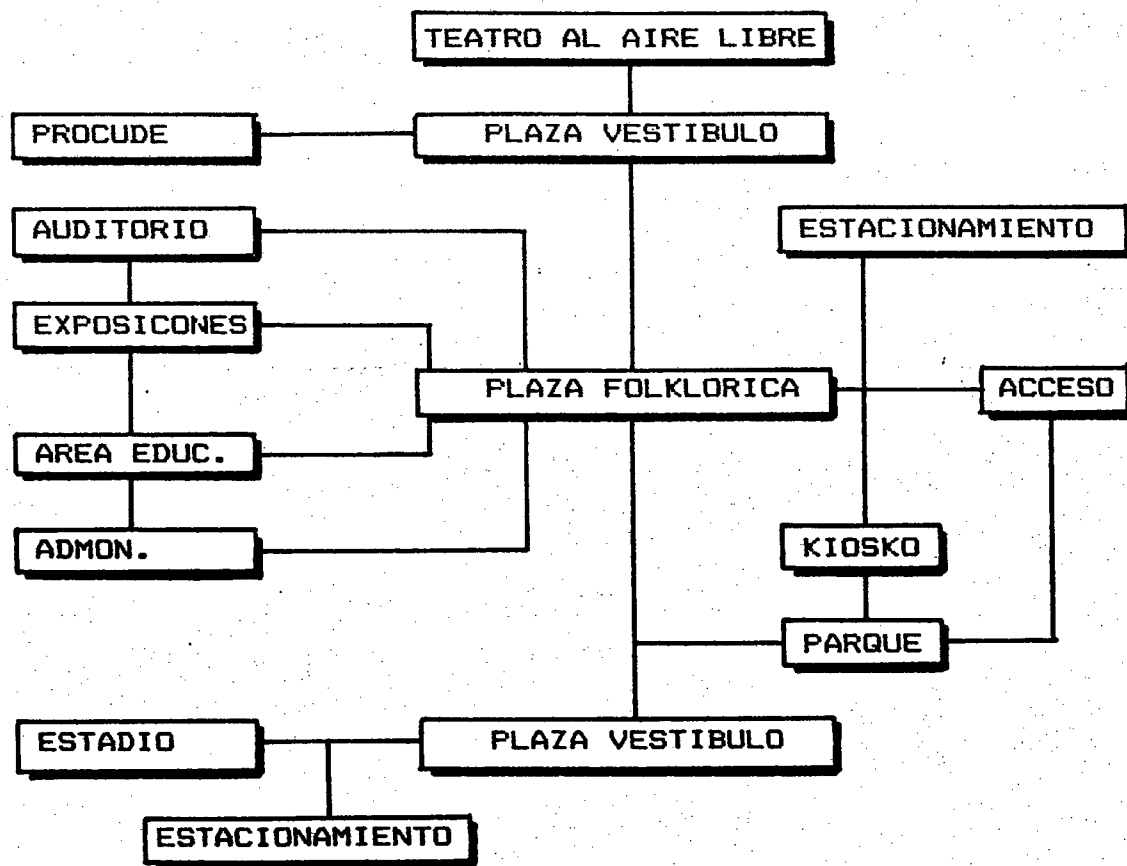 TEATRO AL AIRE LIBRE
PROCUDE
PLAZA VESTIBULO
AUDITORIO
ESTACIONAMIENTO
EXPOSICONES
PLAZA FOLKLORICA
ACCESO
AREA EDUC.
ADMON.
KIOSKO
PARQUE
ESTADIO
PLAZA VESTIBULO
ESTACIONAMIENTO